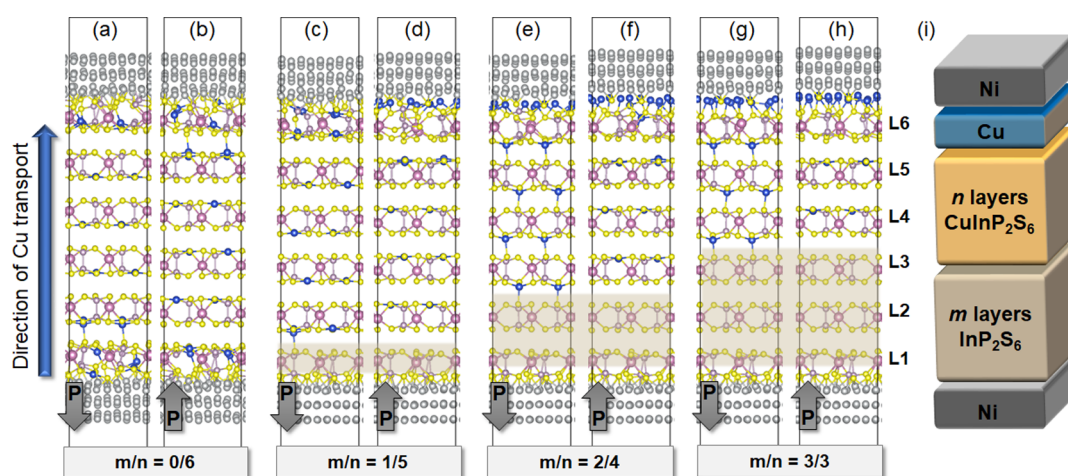 (a) (b) (c) (d) (e) (f) (g) (h) (i)
Direction of Cu transport
L6
L5
L4
L3
L2
L1
P P P P P P P P
m/n = 0/6 m/n = 1/5 m/n = 2/4 m/n = 3/3
Ni
Cu
n layers
CuInP₂S₆
m layers
InP₂S₆
Ni